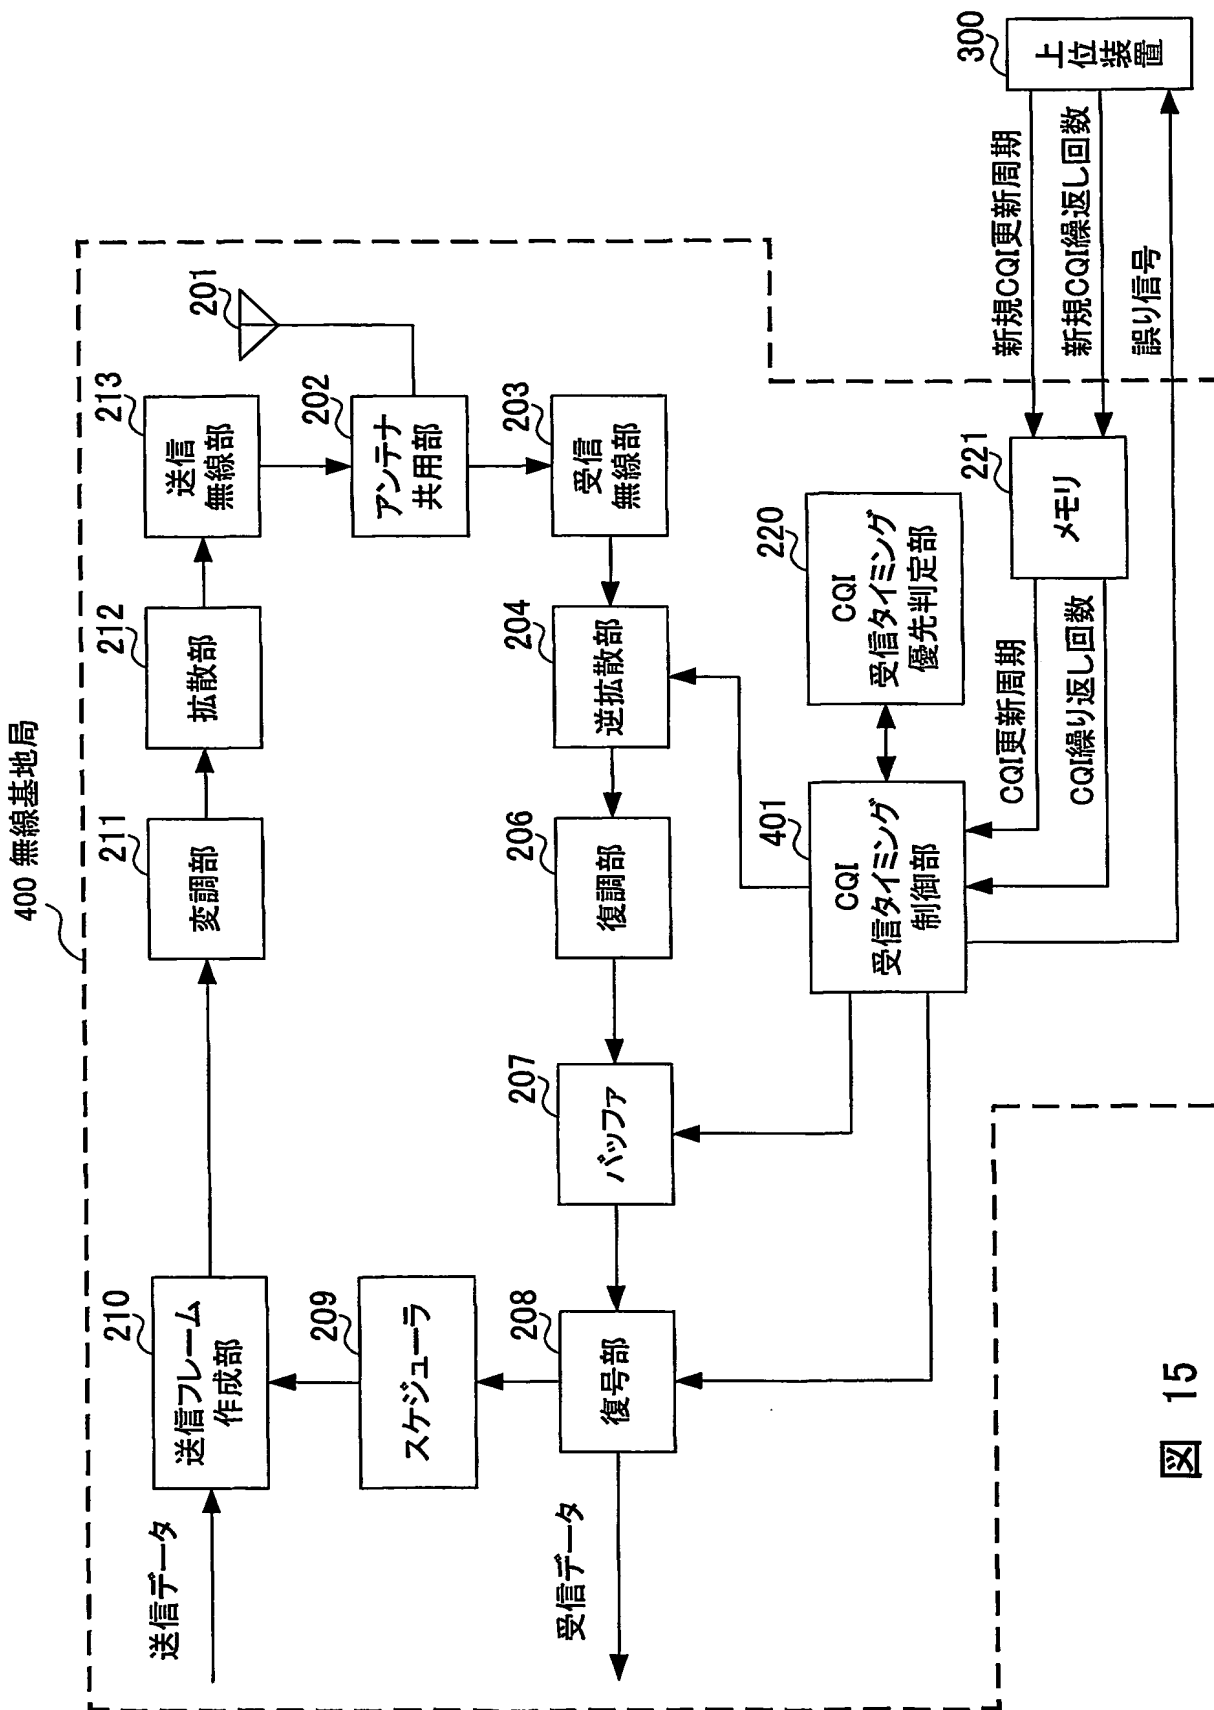 400 無線基地局
送信データ
210
送信フレーム
作成部
211
変調部
212
拡散部
213
送信
無線部
201
209
スケジューラ
202
アンテナ
共用部
受信データ
208
復号部
207
バッファ
206
復調部
204
逆拡散部
203
受信
無線部
401
CQI
受信タイミング
制御部
220
CQI
受信タイミング
優先判定部
CQI更新周期
CQI繰り返し回数
221
メモリ
新規CQI更新周期
新規CQI繰返し回数
誤り信号
300
上位装置
図 15